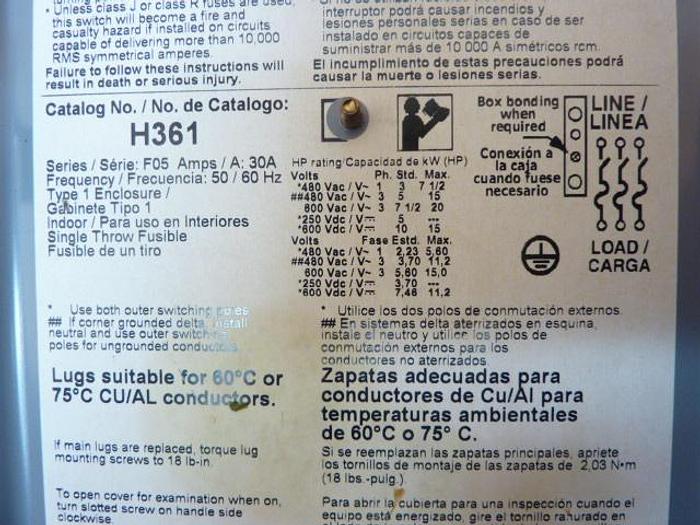 * Unless class J or class R fuses are used,
this switch will become a fire and
casualty hazard if installed on circuits
capable of delivering more than 10,000
RMS symmetrical amperes.
Failure to follow these instructions will
result in death or serious injury.
interruptor podrá causar incendios y
lesiones personales serias en caso de ser
instalado en circuitos capaces de
suministrar más de 10 000 A simétricos rcm.
El incumplimiento de estas precauciones podrá
causar la muerte o lesiones serias.
Catalog No. / No. de Catalogo:
H361
Series / Série: F05 Amps / A: 30A
Frequency / Frecuencia: 50 / 60 Hz
Type 1 Enclosure /
Gabinete Tipo 1
Indoor / Para uso en Interiores
Single Throw Fusible
Fusible de un tiro
HP rating/Capacidad de kW (HP)
Volts Ph. Std. Max.
*480 Vac / V~ 1 3 7 1/2
##480 Vac / V~ 3 5 15
600 Vac / V~ 3 7 1/2 20
*250 Vdc / V⎓ 5 ---
*600 Vdc / V⎓ 10 15
Volts Fase Estd. Max.
*480 Vac / V~ 1 2,23 5,60
##480 Vac / V~ 3 3,70 11,2
600 Vac / V~ 3 5,60 15,0
*250 Vdc / V⎓ 3,70 ---
*600 Vdc / V⎓ 7,46 11,2
Box bonding
when
required
Conexión a
la caja
cuando fuese
necesario
LINE /
LINEA
LOAD /
CARGA
* Use both outer switching poles
## If corner grounded delta, install
neutral and use outer switching
poles for ungrounded conductors.
* Utilice los dos polos de conmutación externos.
## En sistemas delta aterrizados en esquina,
instale el neutro y utilice los polos de
conmutación externos para los
conductores no aterrizados.
Lugs suitable for 60°C or
75°C CU/AL conductors.
Zapatas adecuadas para
conductores de Cu/Al para
temperaturas ambientales
de 60°C o 75° C.
If main lugs are replaced, torque lug
mounting screws to 18 lb-in.
Si se reemplazan las zapatas principales, apriete
los tornillos de montaje de las zapatas de 2,03 N•m
(18 lbs.-pulg.).
To open cover for examination when on,
turn slotted screw on handle side
clockwise.
Para abrir la cubierta para una inspección cuando el
equipo está energizado, gire el tornillo ranurado en